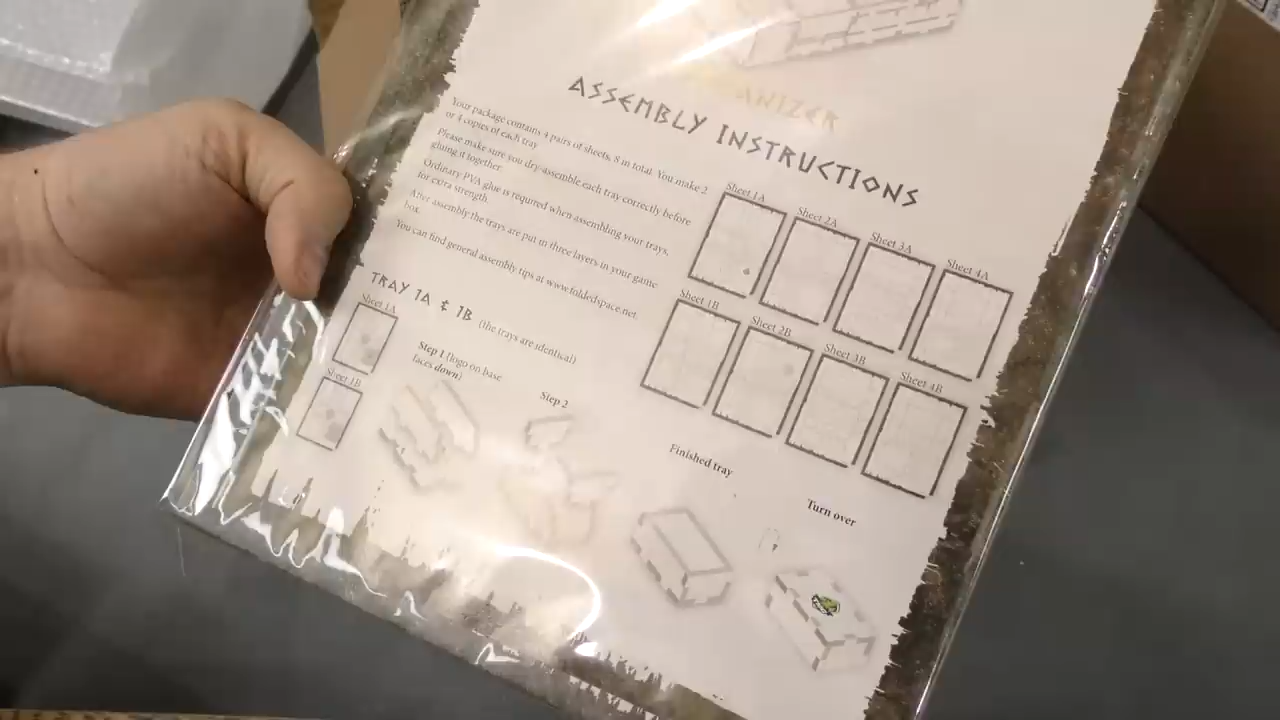 ASSEMBLY INSTRUCTIONS
Your package contains 4 pairs of sheets, 8 in total. You make 2
or 4 copies of each tray
Please make sure you dry-assemble each tray correctly before
gluing it together
Ordinary PVA glue is required when assembling your trays,
for extra strength.
After assembly the trays are put in three layers in your game
box.
You can find general assembly tips at www.foldedspace.net.
Sheet 1A
Sheet 2A
Sheet 3A
Sheet 4A
Sheet 1B
Sheet 2B
Sheet 3B
Sheet 4B
TRAY 1A & 1B (the trays are identical)
Sheet 1A
Sheet 1B
Step 1 (logo on base
faces down)
Step 2
Finished tray
Turn over